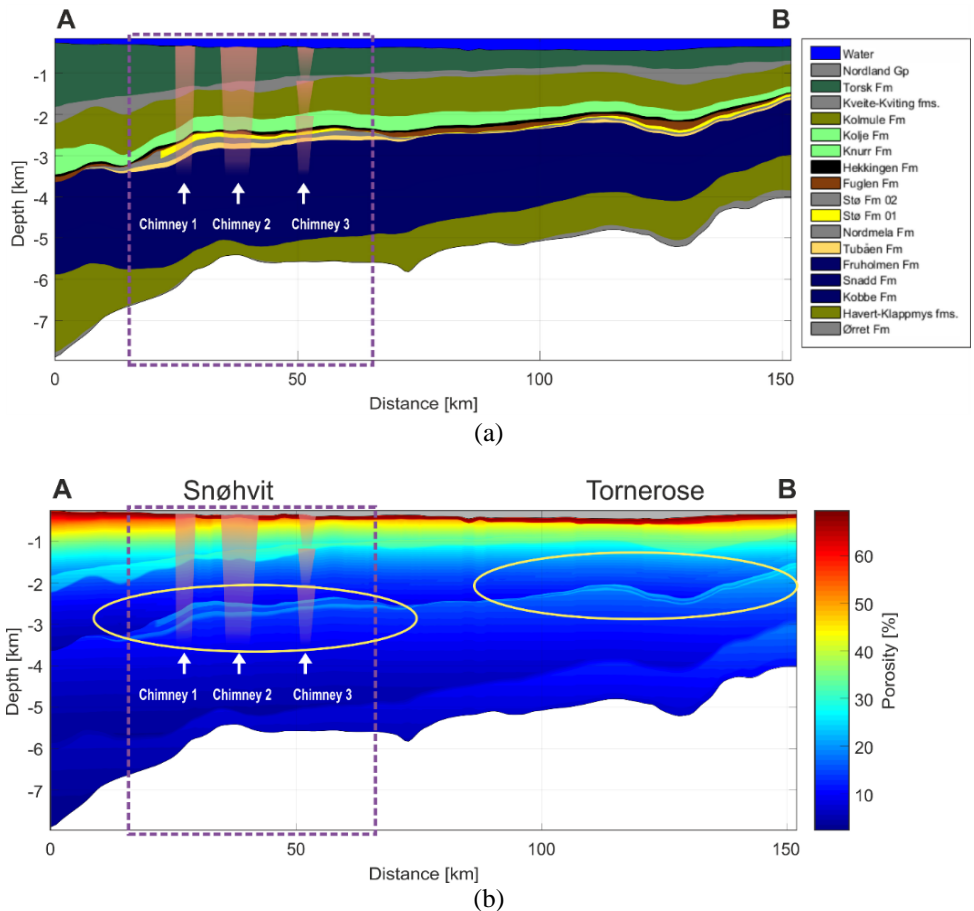 A
B
-1
-2
-3
-4
-5
-6
-7
Depth [km]
Chimney 1
Chimney 2
Chimney 3
0
50
100
150
Distance [km]
Water
Nordland Gp
Torsk Fm
Kveite-Kviting fms.
Kolmule Fm
Kolje Fm
Knurr Fm
Hekkingen Fm
Fuglen Fm
Stø Fm 02
Stø Fm 01
Nordmela Fm
Tubåen Fm
Fruholmen Fm
Snadd Fm
Kobbe Fm
Havert-Klappmys fms.
Ørret Fm
(a)
A
Snøhvit
Tornerose
B
-1
-2
-3
-4
-5
-6
-7
Depth [km]
Chimney 1
Chimney 2
Chimney 3
0
50
100
150
Distance [km]
60
50
40
30
20
10
Porosity [%]
(b)